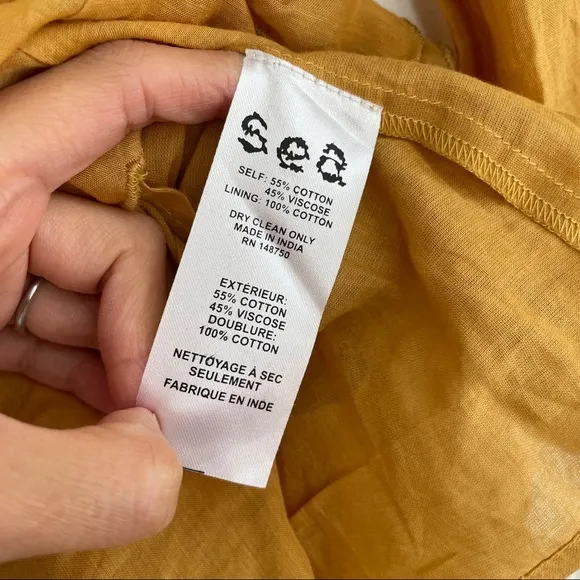 Sea
SELF: 55% COTTON
45% VISCOSE
LINING: 100% COTTON
DRY CLEAN ONLY
MADE IN INDIA
RN 148750
EXTÉRIEUR:
55% COTTON
45% VISCOSE
DOUBLURE:
100% COTTON
NETTOYAGE À SEC
SEULEMENT
FABRIQUE EN INDE